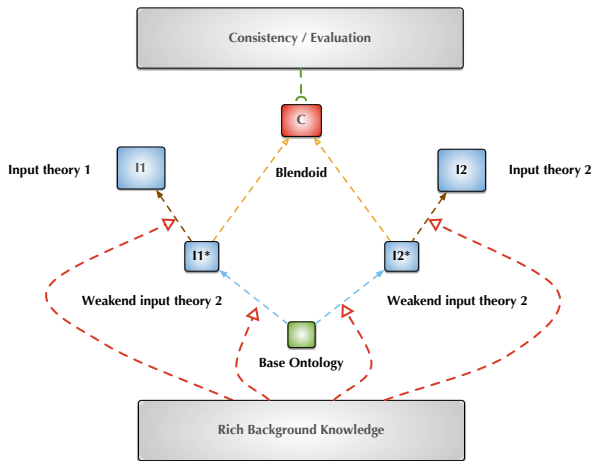 Consistency / Evaluation
C
Input theory 1
I1
Blendoid
I2
Input theory 2
I1*
I2*
Weakend input theory 2
Weakend input theory 2
Base Ontology
Rich Background Knowledge